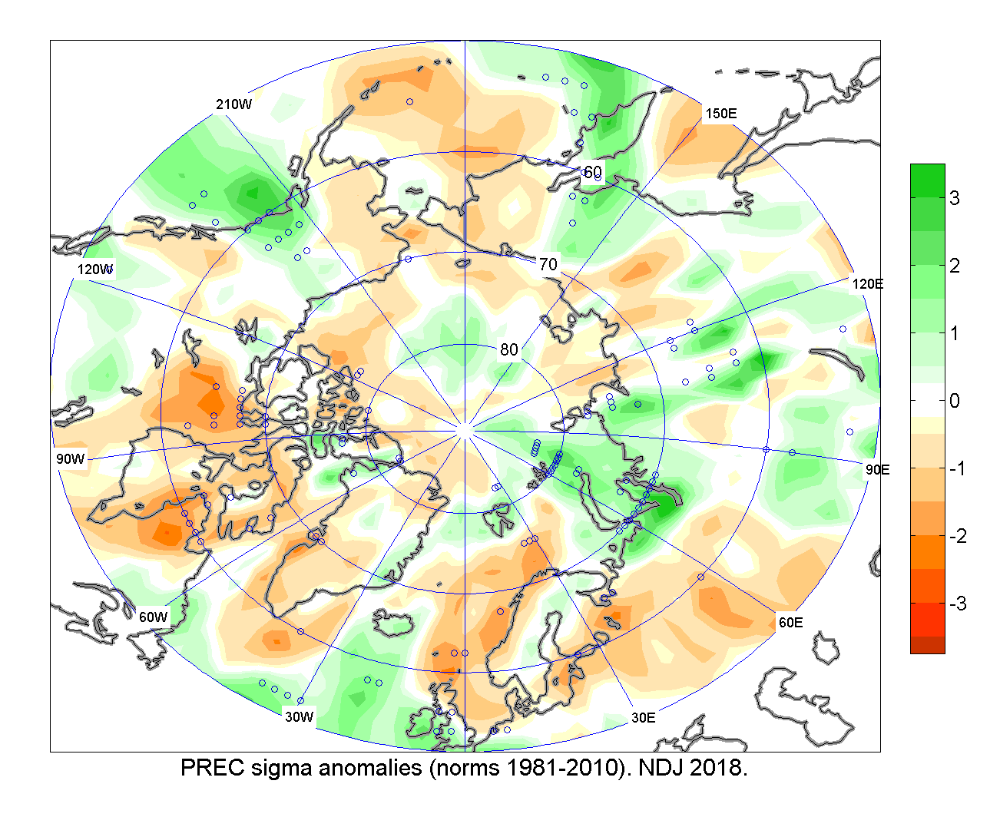 210W
150E
60
3
120W
70
120E
2
80
1
0
90W
90E
-1
-2
60W
60E
-3
30W
30E
PREC sigma anomalies (norms 1981-2010). NDJ 2018.